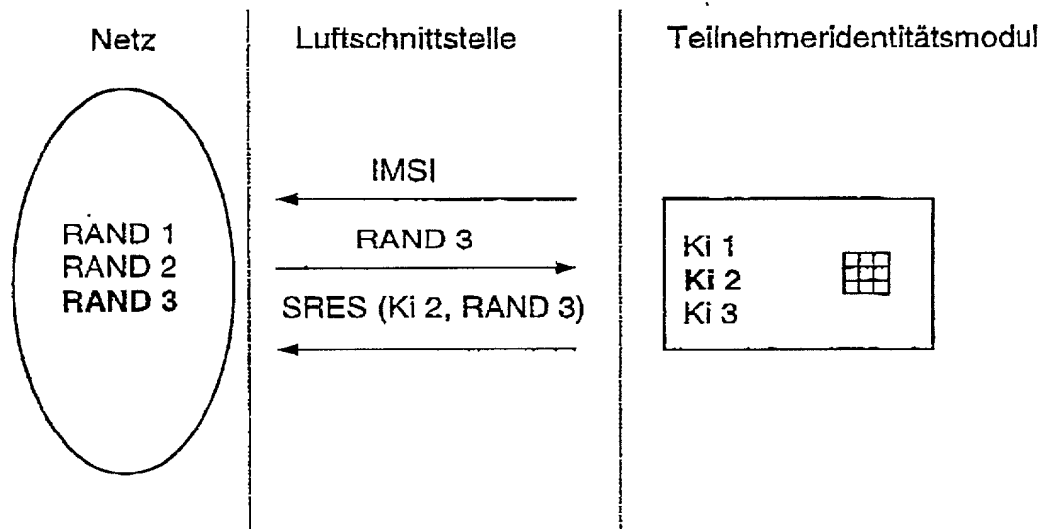 Netz
Luftschnittstelle
Teilnehmeridentitätsmodul
IMSI
RAND 1
RAND 2
RAND 3
RAND 3
SRES (Ki 2, RAND 3)
Ki 1
Ki 2
Ki 3